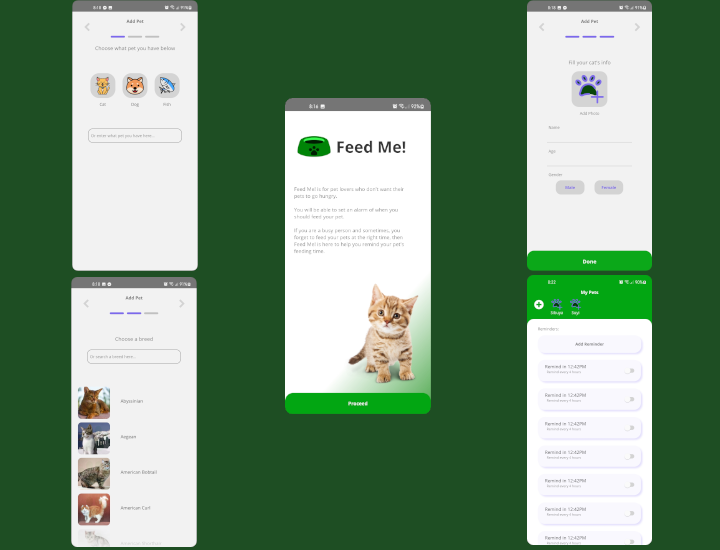 8:15
91%
Add Pet
Choose what pet you have below
Cat
Dog
Fish
Or enter what pet you have here...
8:16
91%
Add Pet
Choose a breed
Or search a breed here...
Abyssinian
Aegean
American Bobtail
American Curl
8:16
92%
Feed Me!
Feed Me! is for pet lovers who don't want their
pets to go hungry.
You will be able to set an alarm of when you
should feed your pet.
If you are a busy person and sometimes, you
forget to feed your pets at the right time, then
Feed Me! is here to help you remind your pet's
feeding time.
Proceed
91%
Add Pet
Fill your cat's info
Add Photo
Name
Age
Gender
Male
Female
Done
My Pets
Reminders:
Add Reminder
Remind in 12:42PM
Remind every 4 hours
Remind in 12:42PM
Remind every 4 hours
Remind in 12:42PM
Remind every 4 hours
Remind in 12:42PM
Remind every 4 hours
Remind in 12:42PM
Remind every 4 hours
Remind in 12:42PM
Remind every 4 hours
Remind in 12:42PM